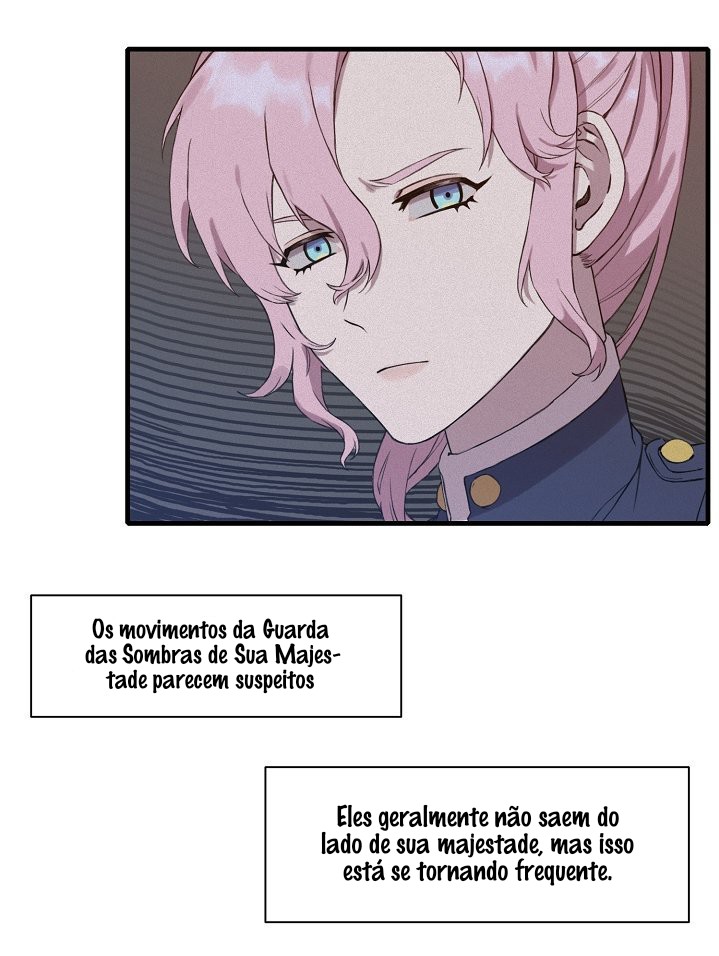 Os movimentos da Guarda
das Sombras de Sua Majes-
tade parecem suspeitos
Eles geralmente não saem do
lado de sua majestade, mas isso
está se tornando frequente.